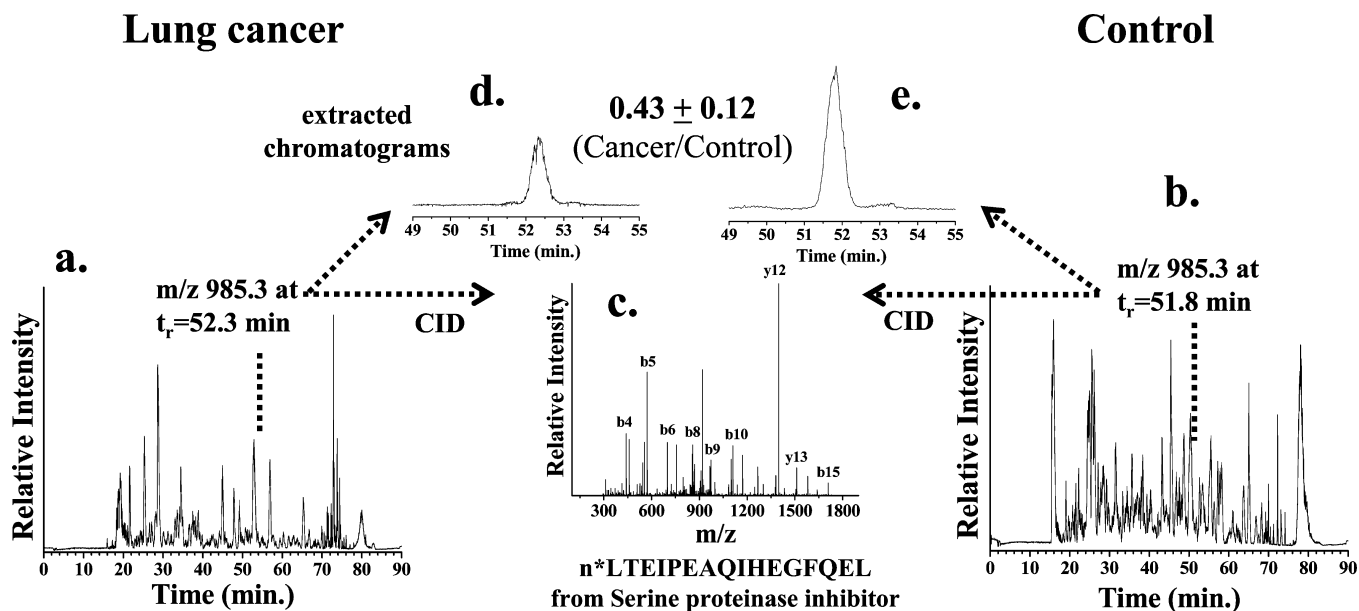 Lung cancer
Control
d.
e.
extracted
chromatograms
0.43 ± 0.12
(Cancer/Control)
49 50 51 52 53 54 55
Time (min.)
49 50 51 52 53 54 55
Time (min.)
a.
b.
m/z 985.3 at
tr=52.3 min
CID
c.
CID
m/z 985.3 at
tr=51.8 min
Relative Intensity
0 10 20 30 40 50 60 70 80 90
Time (min.)
Relative Intensity
y12
b5
b4
b6
b8
b9
b10
y13
b15
300 600 900 1200 1500 1800
m/z
n*LTEIPEAQIHEGFQEL
from Serine proteinase inhibitor
Relative Intensity
0 10 20 30 40 50 60 70 80 90
Time (min.)